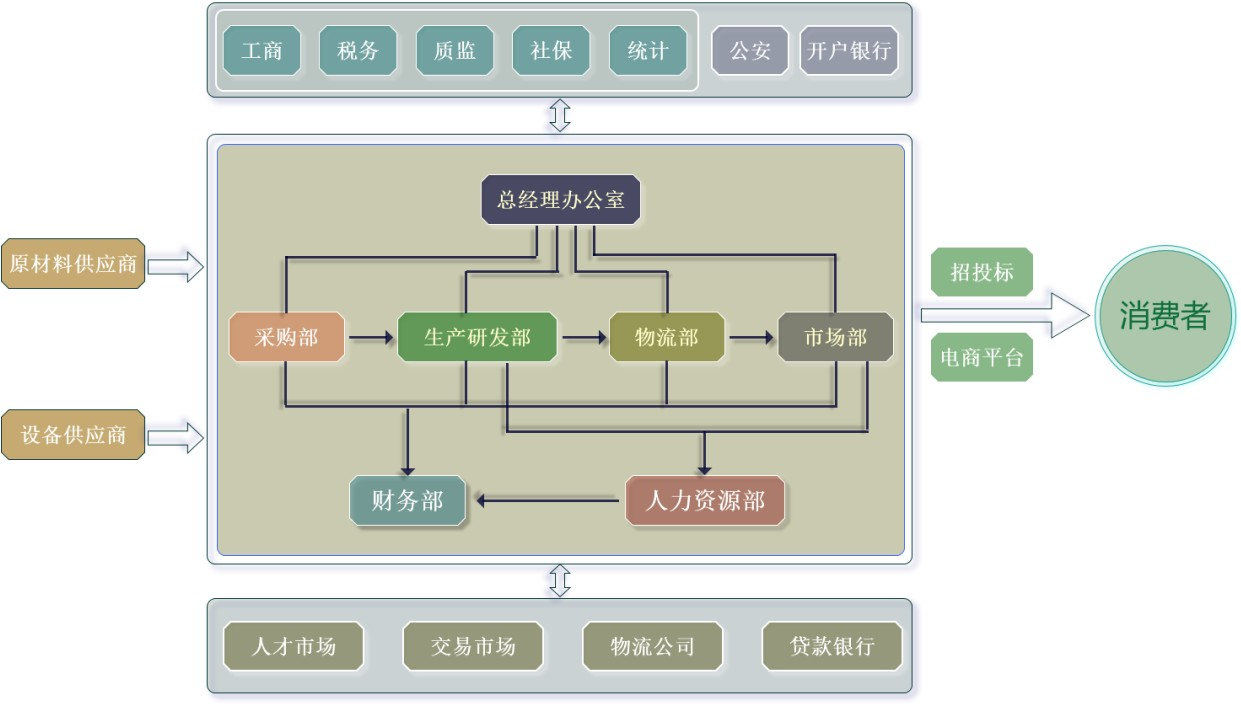 工商
税务
质监
社保
统计
公安
开户银行
总经理办公室
原材料供应商
招投标
消费者
采购部
生产研发部
物流部
市场部
电商平台
设备供应商
财务部
人力资源部
人才市场
交易市场
物流公司
贷款银行